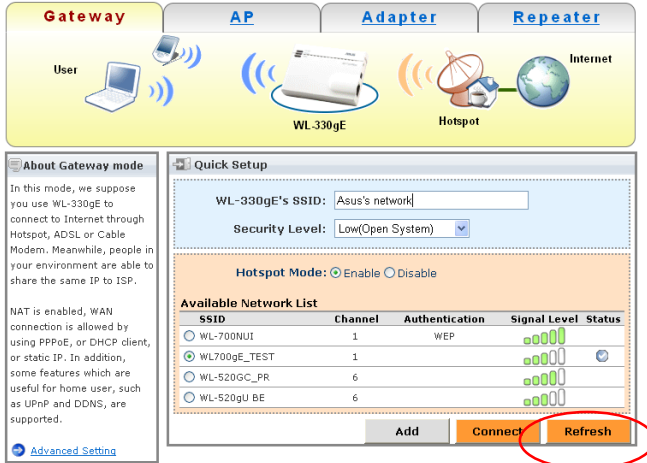 Gateway
AP
Adapter
Repeater
User
WL-330gE
Hotspot
Internet
About Gateway mode
In this mode, we suppose
you use WL-330gE to
connect to Internet through
Hotspot, ADSL or Cable
Modem. Meanwhile, people in
your environment are able to
share the same IP to ISP.
NAT is enabled, WAN
connection is allowed by
using PPPoE, or DHCP client,
or static IP. In addition,
some features which are
useful for home user, such
as UPnP and DDNS, are
supported.
Advanced Setting
Quick Setup
WL-330gE's SSID: Asus's network
Security Level: Low(Open System)
Hotspot Mode: Enable Disable
Available Network List
SSID Channel Authentication Signal Level Status
WL-700NUI 1 WEP
WL700gE_TEST 1
WL-520GC_PR 6
WL-520gU BE 6
Add Connect Refresh